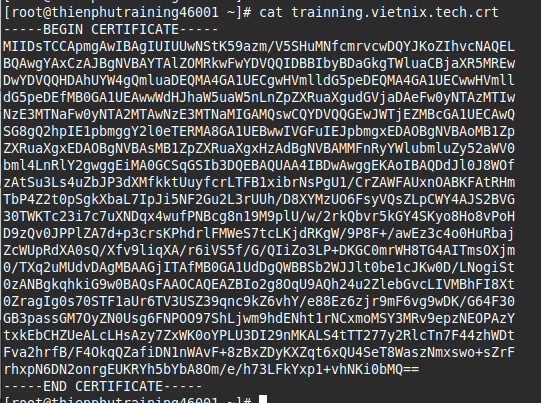 [root@thienphutraining46001 ~]# cat trainning.vietnix.tech.crt
-----BEGIN CERTIFICATE-----
MIIDsTCCApmgAwIBAgIUIUUwNStK59azm/V5SHuMNfcmrvcwDQYJKoZIhvcNAQEL
BQAwgYAxCzAJBgNVBAYTAlZOMRkwFwYDVQQIDBBIbyBDaGkgTWluaCBjaXR5MREw
DwYDVQQHDAhUYW4gQmluaDEQMA4GA1UECgwHVmlldG5peDEQMA4GA1UECwwHVmll
dG5peDEfMB0GA1UEAwwWdHJhaW5uaW5nLnZpZXRuaXgudGVjaDAeFw0yNTAzMTIw
NzE3MTNaFw0yNTA2MTAwNzE3MTNaMIGAMQswCQYDVQQGEwJWTjEZMBcGA1UECAwQ
SG8gQ2hpIE1pbmggY2l0eTERMA8GA1UEBwwIVGFuIEJpbmgxEDAOBgNVBAoMB1Zp
ZXRuaXgxEDAOBgNVBAsMB1ZpZXRuaXgxHzAdBgNVBAMMFnRyYWlubmluZy52aWV0
bml4LnRlY2gwggEiMA0GCSqGSIb3DQEBAQUAA4IBDwAwggEKAoIBAQDdJl0J8WOf
zAtSu3Ls4uZbJP3dXMfkktUuyfcrLTFB1xibrNsPgU1/CrZAWFAUxnOABKFAtRHm
TbP4Z2t0pSgkXbaL7IpJi5NF2Gu2L3rUUh/D8XYMzUO6FsyVQsZLpCWY4AJS2BVG
30TWKTc23i7c7uXNDqx4wufPNBcg8n19M9plU/w/2rkQbvr5kGY4SKyo8Ho8vPoH
D9zQv0JPPlZA7d+p3crsKPhdrlFMWeS7tcLKjdRKgW/9P8F+/awEz3c4o0HuRbaj
ZcWUpRdXA0sQ/Xfv9liqXA/r6iVS5f/G/QIiZo3LP+DKGC0mrWH8TG4AITmsOXjm
0/TXq2uMUdvDAgMBAAGjITAfMB0GA1UdDgQWBBSb2WJJlt0be1cJKw0D/LNogiSt
0zANBgkqhkiG9w0BAQsFAAOCAQEAZBIo2g8OqU9AQh24u2ZlebGvcLIVMBhFI8Xt
0ZragIg0s70STF1aUr6TV3USZ39qnc9kZ6vhY/e88Ez6zjr9mF6vg9wDK/G64F30
GB3passGM7OyZN0Usg6FNPOO97ShLjwm9hdENht1rNCxmoMSY3MRv9epzNEOPAzY
txkEbCHZUeALcLHsAzy7ZxWK0oYPLU3DI29nMKALS4tTT277y2RlcTn7F44zhWDt
Fva2hrfB/F4OkqQZafiDN1nWAvF+8zBxZDyKXZqt6xQU4SeT8WaszNmxswo+sZrF
rhxpN6DN2onrgEUKRYh5bYbA8Om/e/h73LFkYxp1+vhNKi0bMQ==
-----END CERTIFICATE-----
[root@thienphutraining46001 ~]#